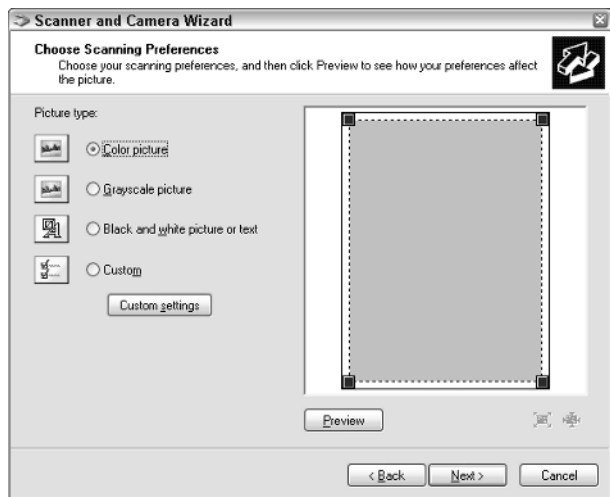 Scanner and Camera Wizard
Choose Scanning Preferences
Choose your scanning preferences, and then click Preview to see how your preferences affect
the picture.
Picture type:
Color picture
Grayscale picture
Black and white picture or text
Custom
Custom settings
Preview
< Back
Next >
Cancel